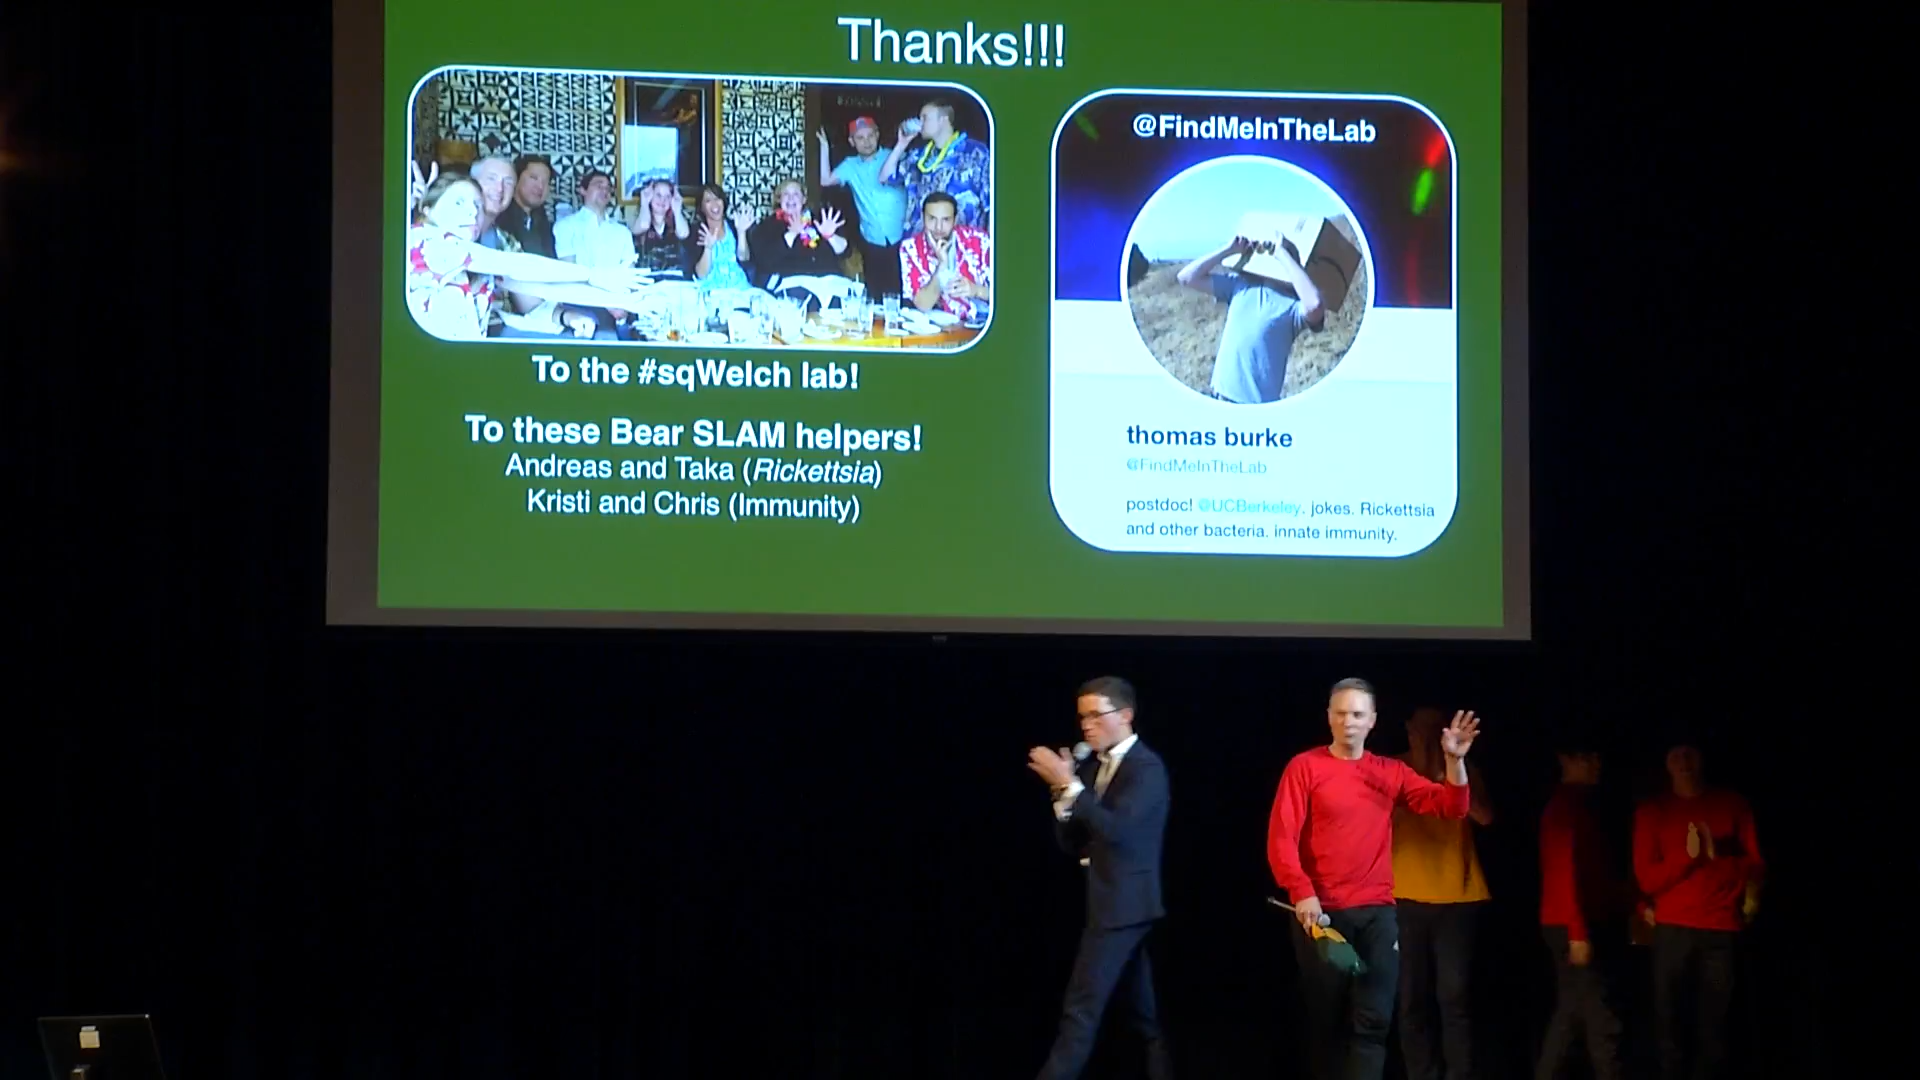 Thanks!!!
To the #sqWelch lab!
To these Bear SLAM helpers!
Andreas and Taka (Rickettsia)
Kristi and Chris (Immunity)
@FindMeInTheLab
thomas burke
@FindMeInTheLab
postdoc! @UCBerkeley. jokes. Rickettsia
and other bacteria. innate immunity.